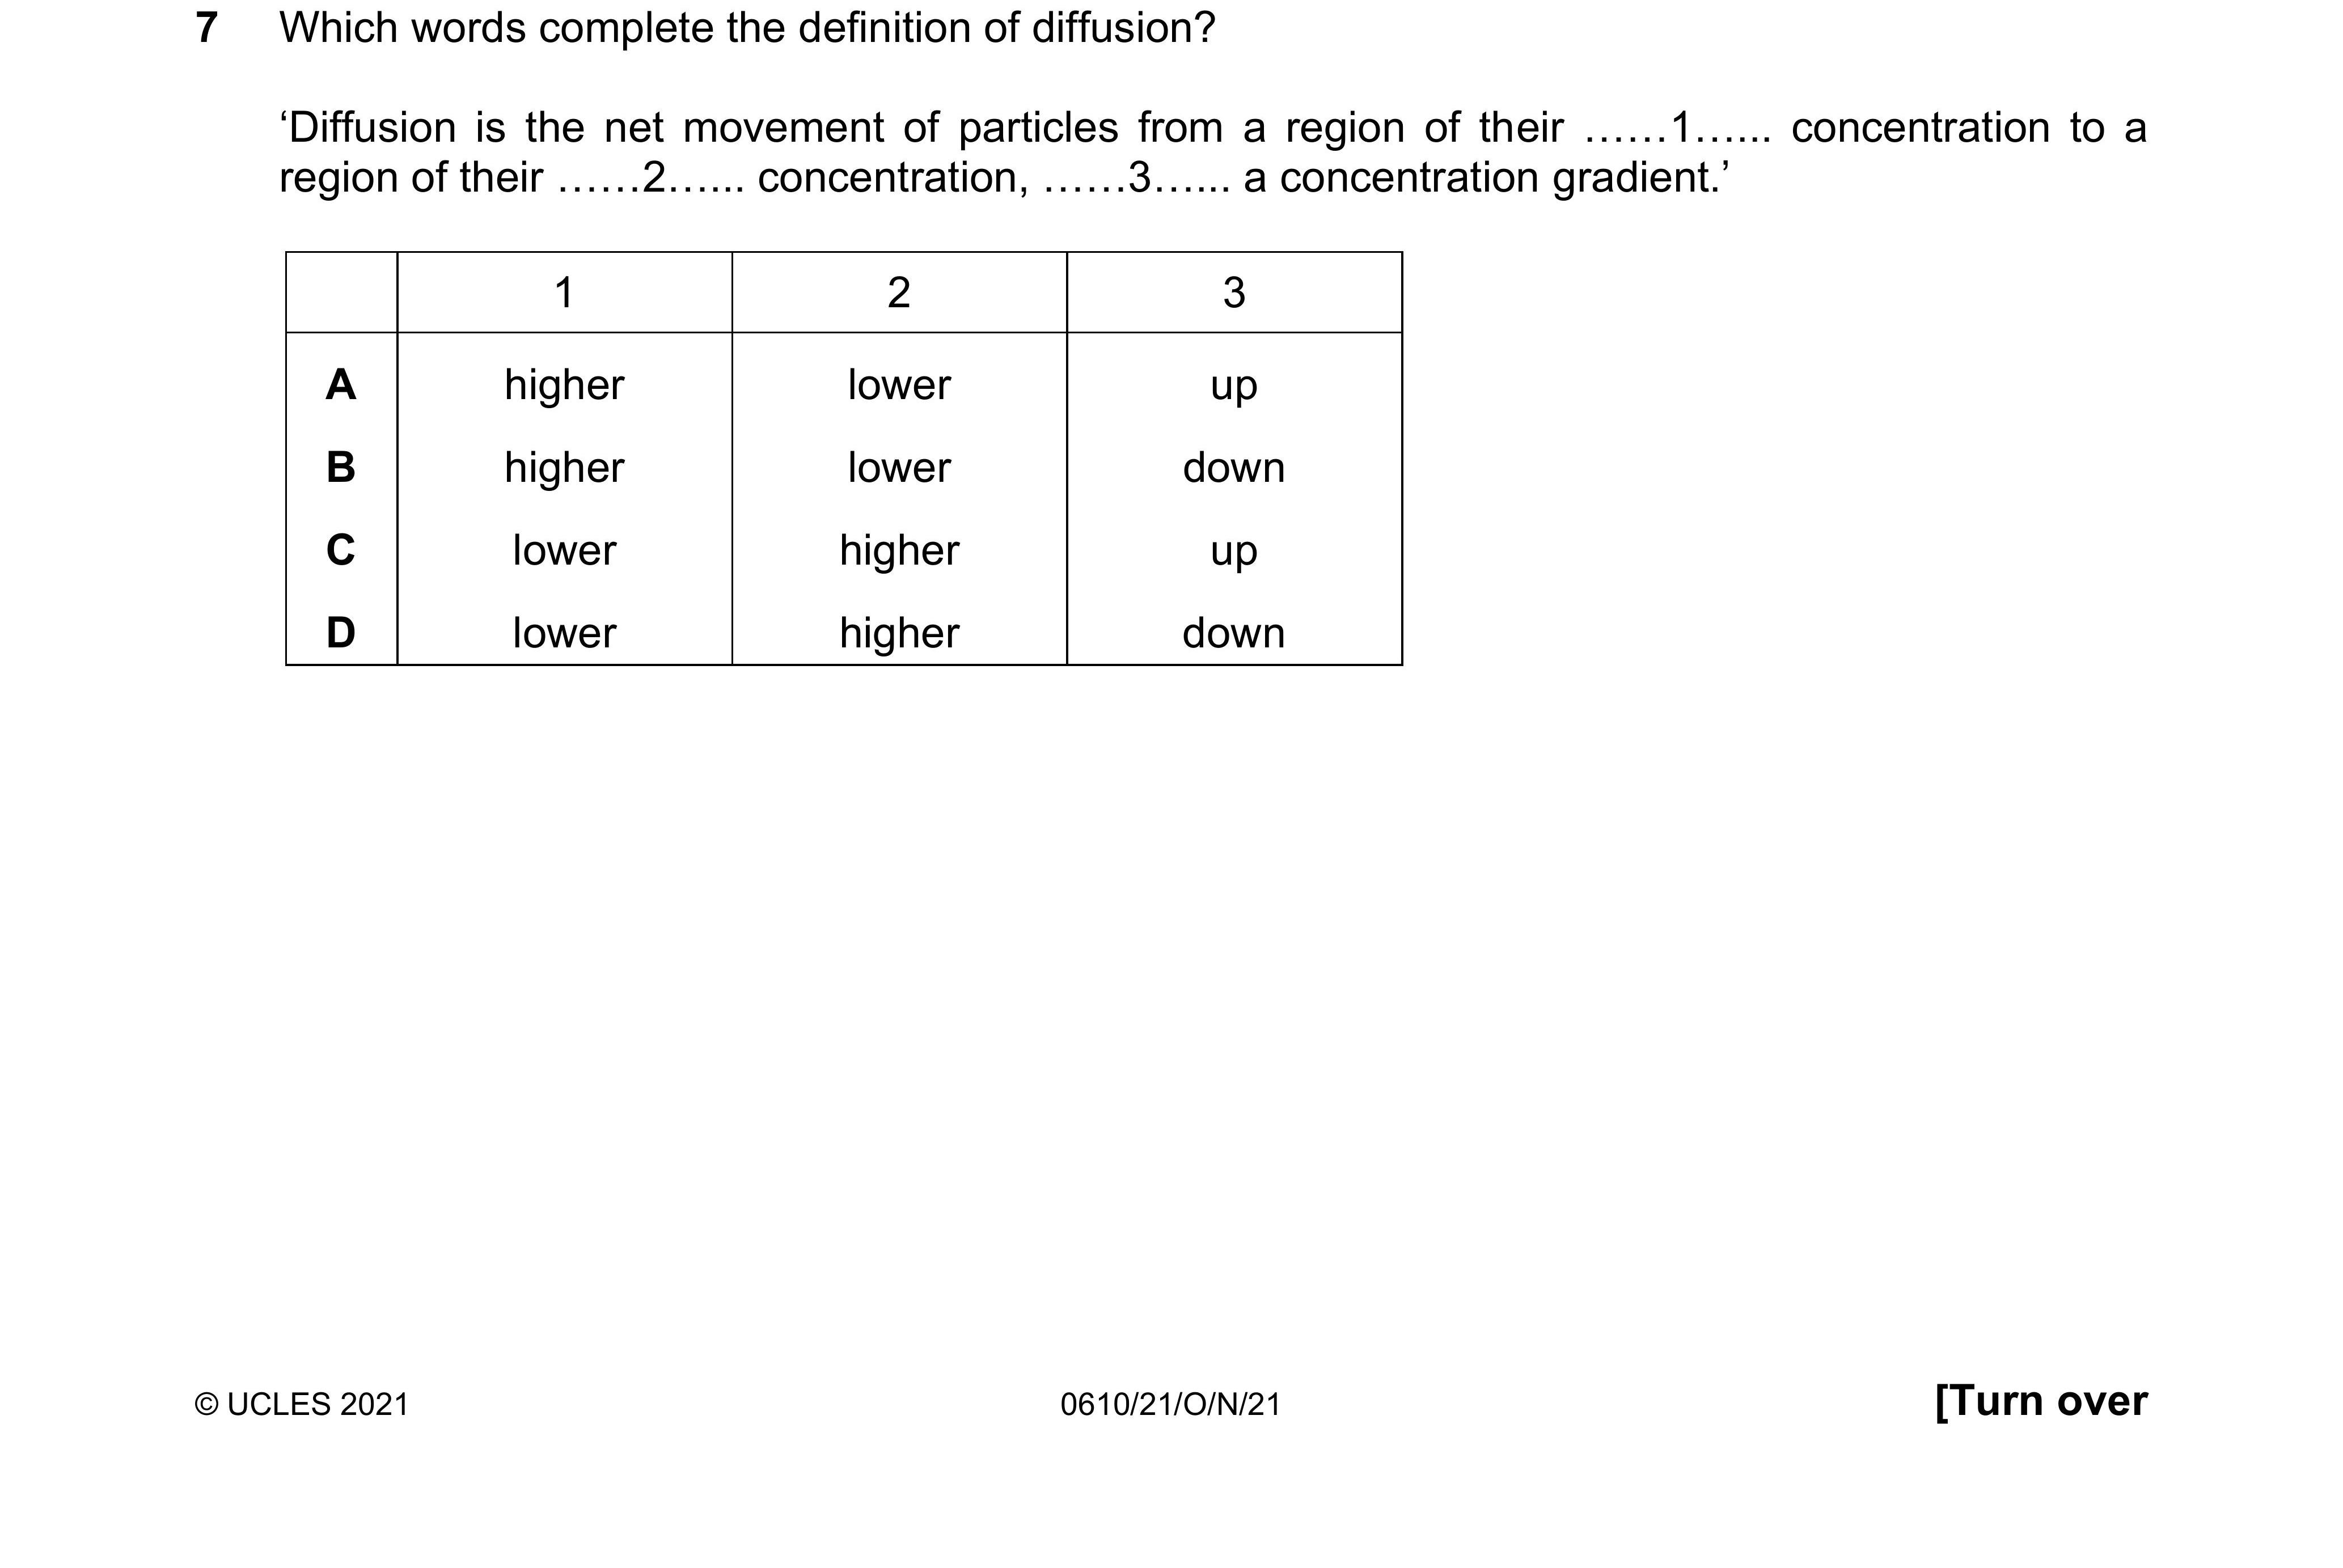 7 Which words complete the definition of diffusion?
‘Diffusion is the net movement of particles from a region of their ……1…… concentration to a
region of their ……2…… concentration, ……3…… a concentration gradient.’
1 2 3
A higher lower up
B higher lower down
C lower higher up
D lower higher down
© UCLES 2021 0610/21/O/N/21 [Turn over